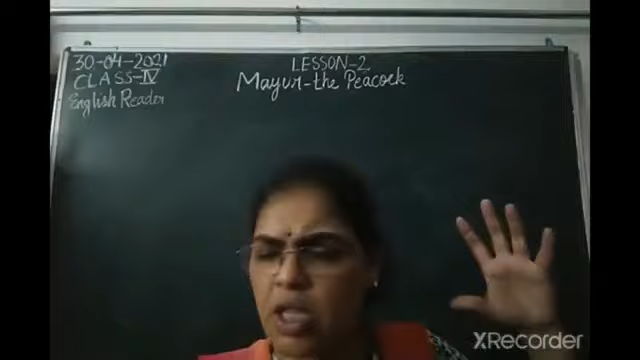 30-04-2021
CLASS-IV
English Reader
LESSON-2
Mayur-the Peacock
XRecorder